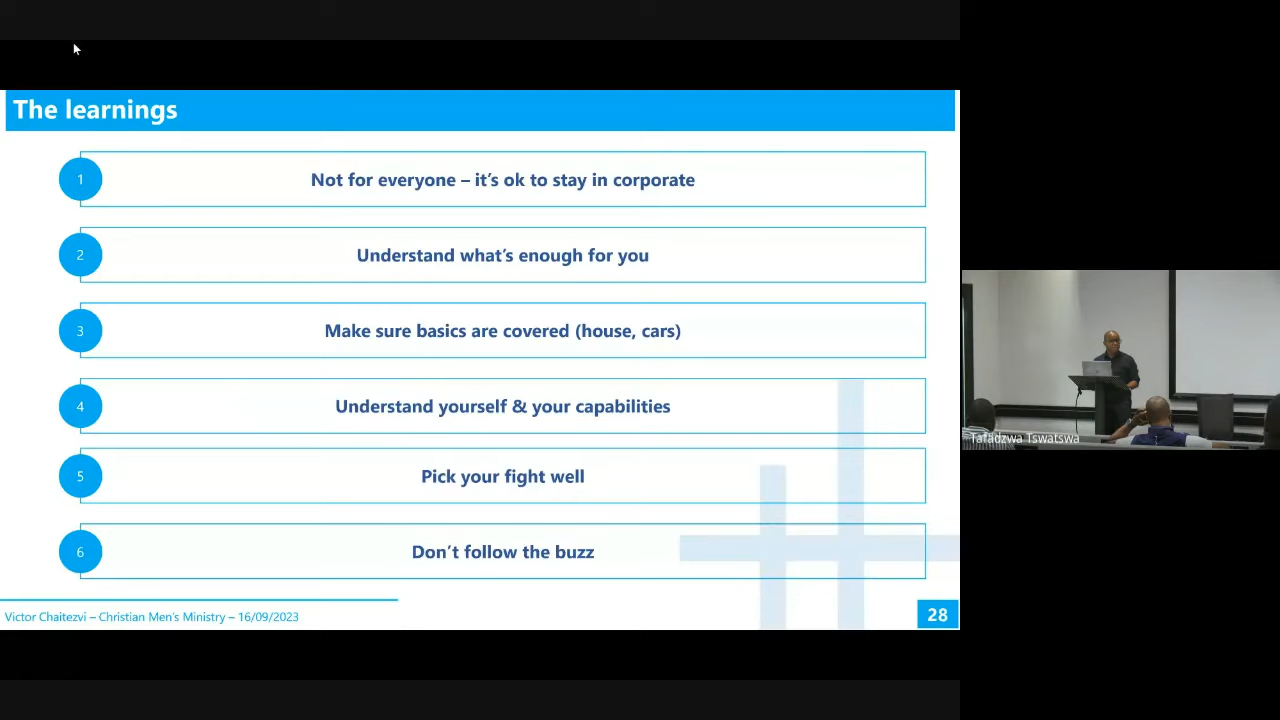 The learnings
1
Not for everyone – it's ok to stay in corporate
2
Understand what's enough for you
3
Make sure basics are covered (house, cars)
4
Understand yourself & your capabilities
5
Pick your fight well
6
Don't follow the buzz
Victor Chaitezvi – Christian Men's Ministry – 16/09/2023
28
Tafadzwa Tswatswa